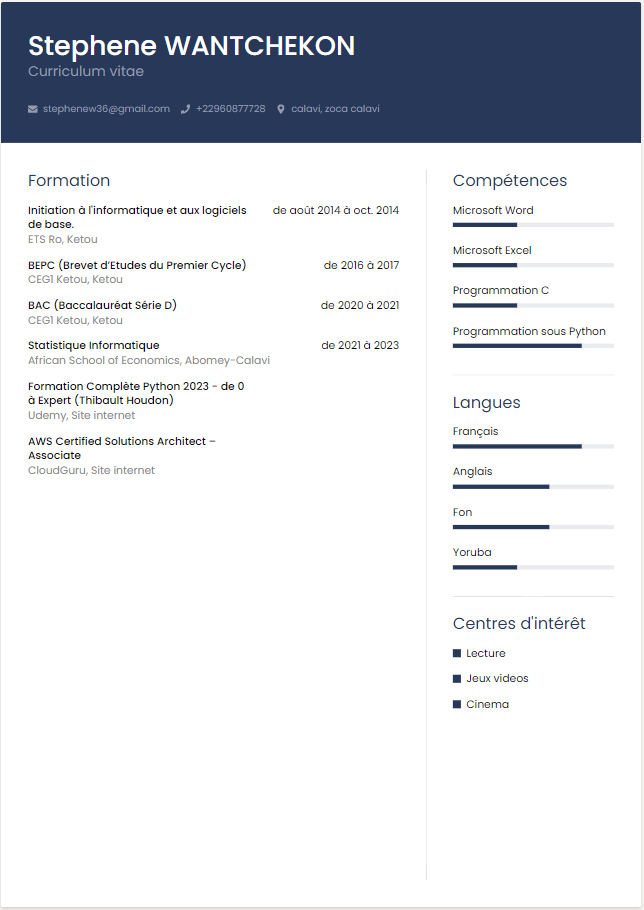 Stephene WANTCHEKON
Curriculum vitae
stephenew36@gmail.com +22960877728 calavi, zoca calavi
Formation
Initiation à l'informatique et aux logiciels de août 2014 à oct. 2014
de base.
ETS Ro, Ketou
BEPC (Brevet d’Etudes du Premier Cycle) de 2016 à 2017
CEG1 Ketou, Ketou
BAC (Baccalauréat Série D) de 2020 à 2021
CEG1 Ketou, Ketou
Statistique Informatique de 2021 à 2023
African School of Economics, Abomey-Calavi
Formation Complète Python 2023 - de 0
à Expert (Thibault Houdon)
Udemy, Site internet
AWS Certified Solutions Architect –
Associate
CloudGuru, Site internet
Compétences
Microsoft Word
Microsoft Excel
Programmation C
Programmation sous Python
Langues
Français
Anglais
Fon
Yoruba
Centres d'intérêt
Lecture
Jeux videos
Cinema